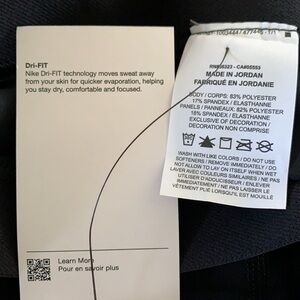 Dri-FIT
Nike Dri-FIT technology moves sweat away
from your skin for quicker evaporation, helping
you stay dry, comfortable and focused.
Learn More
Pour en savoir plus
MADE IN JORDAN
FABRIQUÉ EN JORDANIE
BODY / CORPS: 83% POLYESTER
17% SPANDEX / ELASTHANNE
PANELS / PANNEAUX: 82% POLYESTER
18% SPANDEX / ELASTHANNE
EXCLUSIVE OF DECORATION /
DECORATION NON COMPRISE
WASH WITH LIKE COLORS / DO NOT USE
SOFTENERS / REMOVE IMMEDIATELY / DO
NOT ALLOW TO LAY ON ITSELF WHEN WET /
LAVER AVEC COULEURS SIMILAIRES / NE PAS
UTILISER D'ADOUCISSEUR / ENLEVER
IMMÉDIATEMENT / NE PAS LAISSER LE
VÊTEMENT PLIÉ LORSQU'IL EST MOUILLÉ